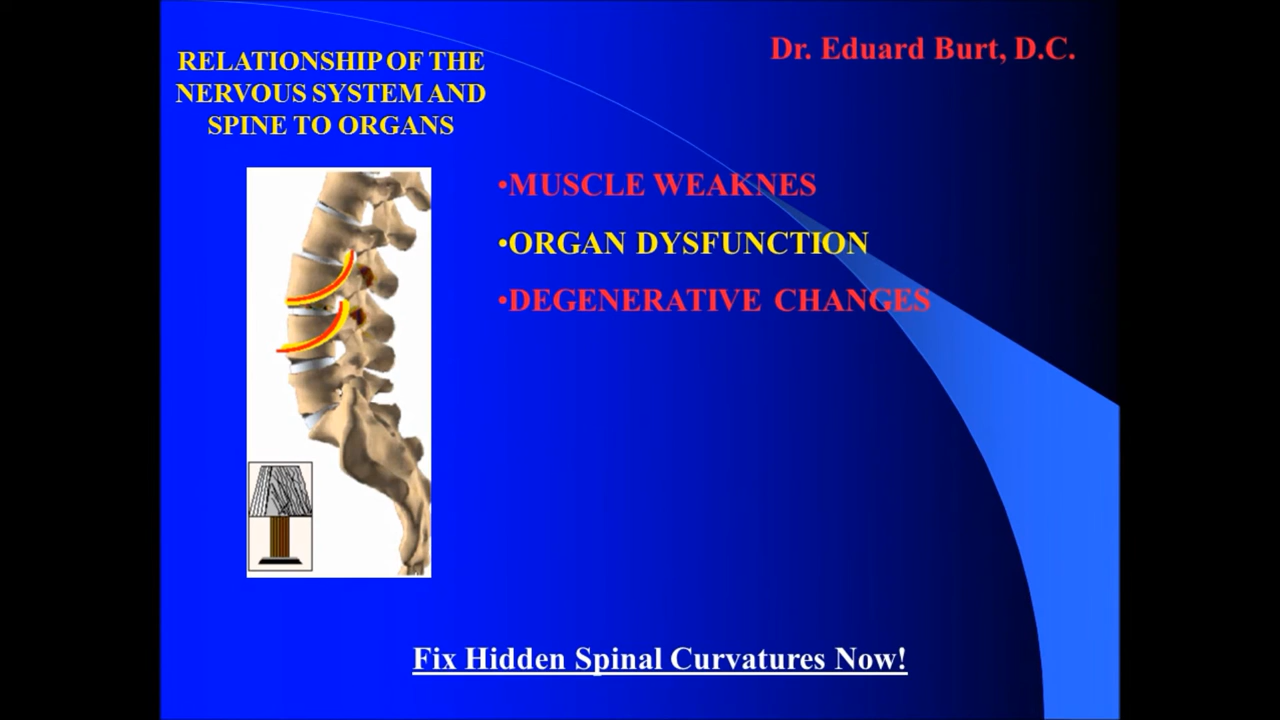 RELATIONSHIP OF THE
NERVOUS SYSTEM AND
SPINE TO ORGANS
Dr. Eduard Burt, D.C.
•MUSCLE WEAKNES
•ORGAN DYSFUNCTION
•DEGENERATIVE CHANGES
Fix Hidden Spinal Curvatures Now!